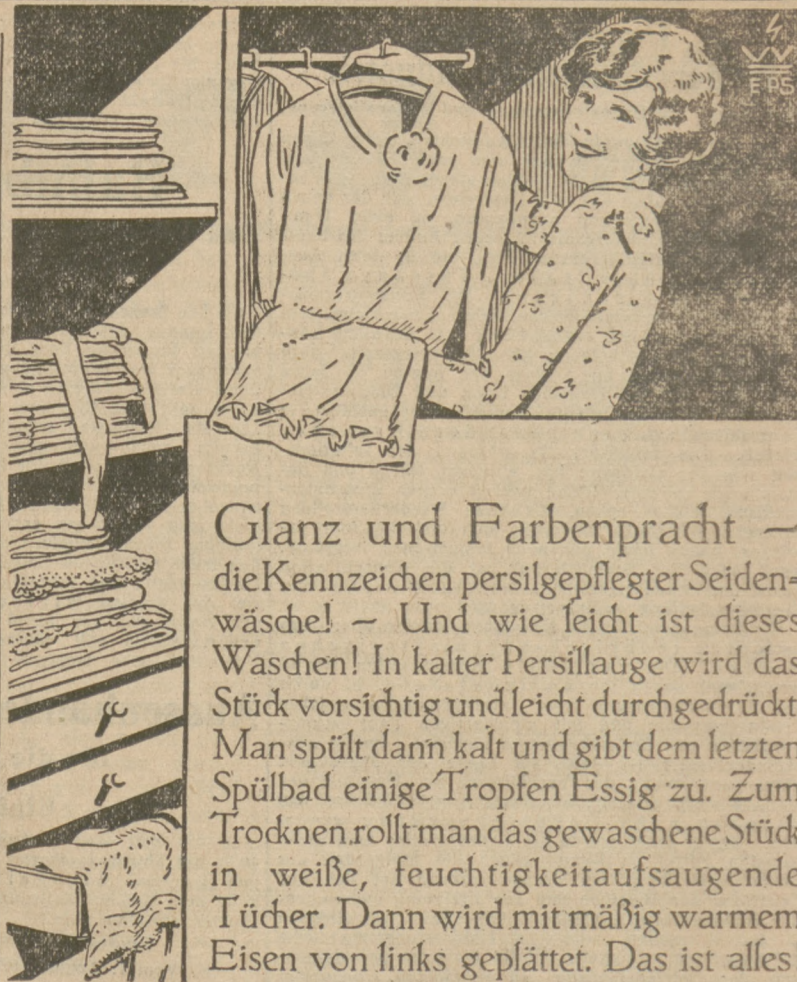 FPS
Glanz und Farbenpracht —
die Kennzeichen persilgepflegter Seiden=
wäsche! — Und wie leicht ist dieses
Waschen! In kalter Persillauge wird das
Stück vorsichtig und leicht durchgedrückt
Man spült dann kalt und gibt dem letzten
Spülbad einige Tropfen Essig zu. Zum
Trocknen rollt man das gewaschene Stück
in weiße, feuchtigkeitaufsaugende
Tücher. Dann wird mit mäßig warmem
Eisen von links geplättet. Das ist alles